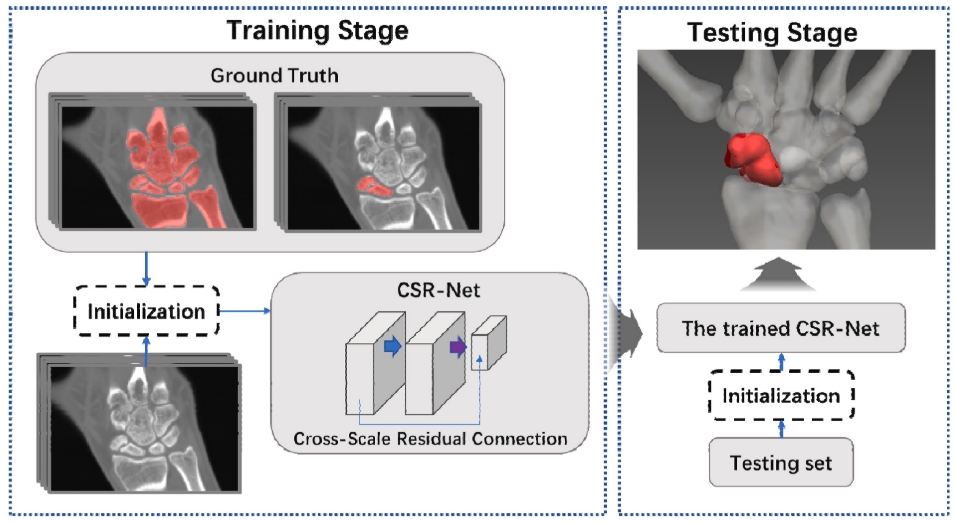 Training Stage
Ground Truth
Initialization
CSR-Net
Cross-Scale Residual Connection
Testing Stage
The trained CSR-Net
Initialization
Testing set